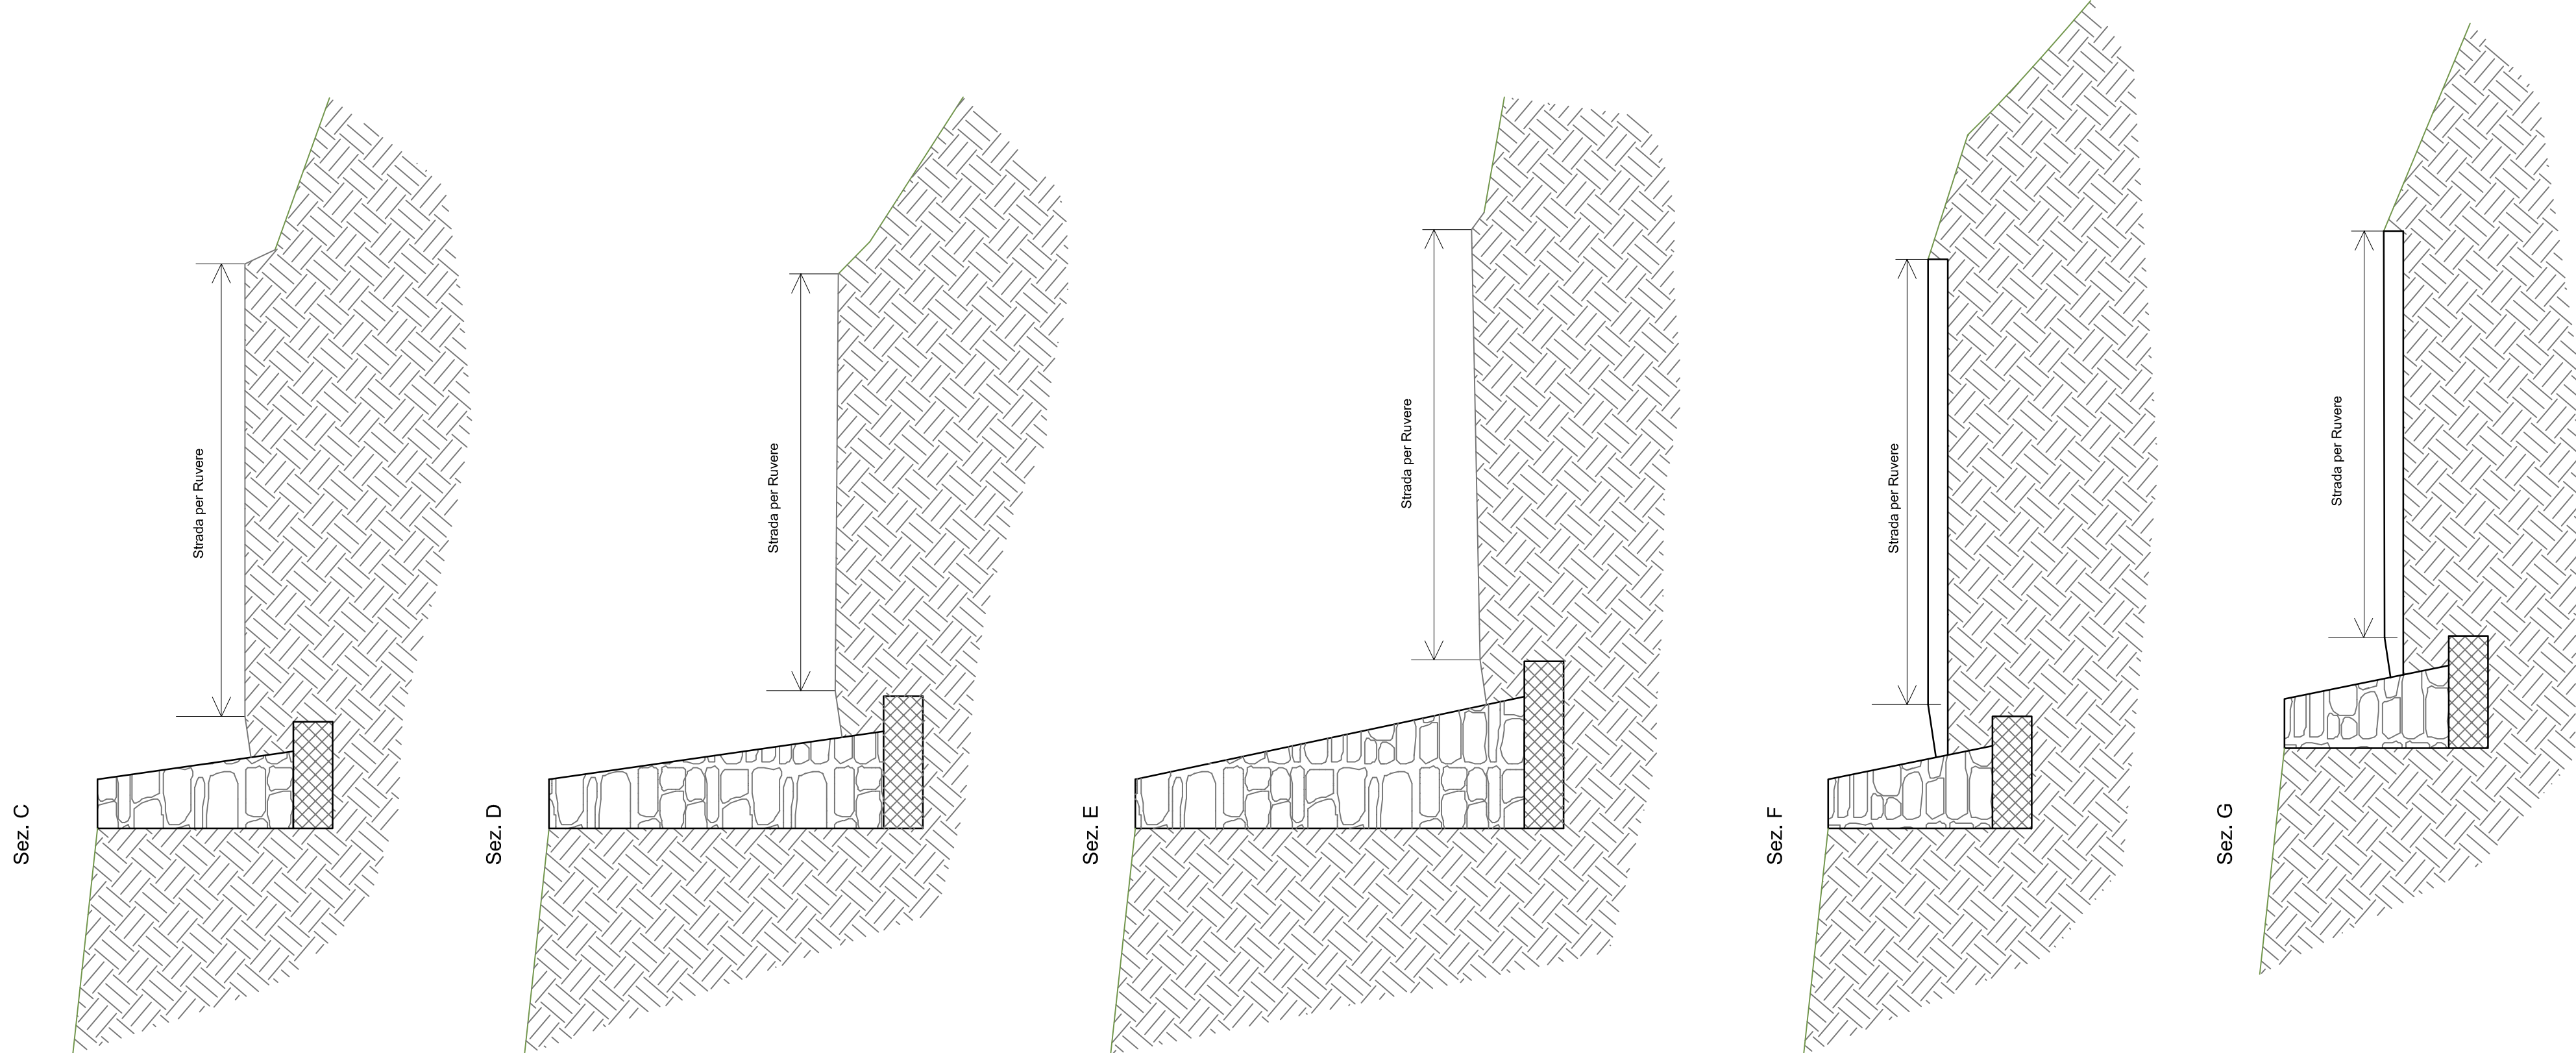 Sez. C
Strada per Ruvere
Sez. D
Strada per Ruvere
Sez. E
Strada per Ruvere
Sez. F
Strada per Ruvere
Sez. G
Strada per Ruvere